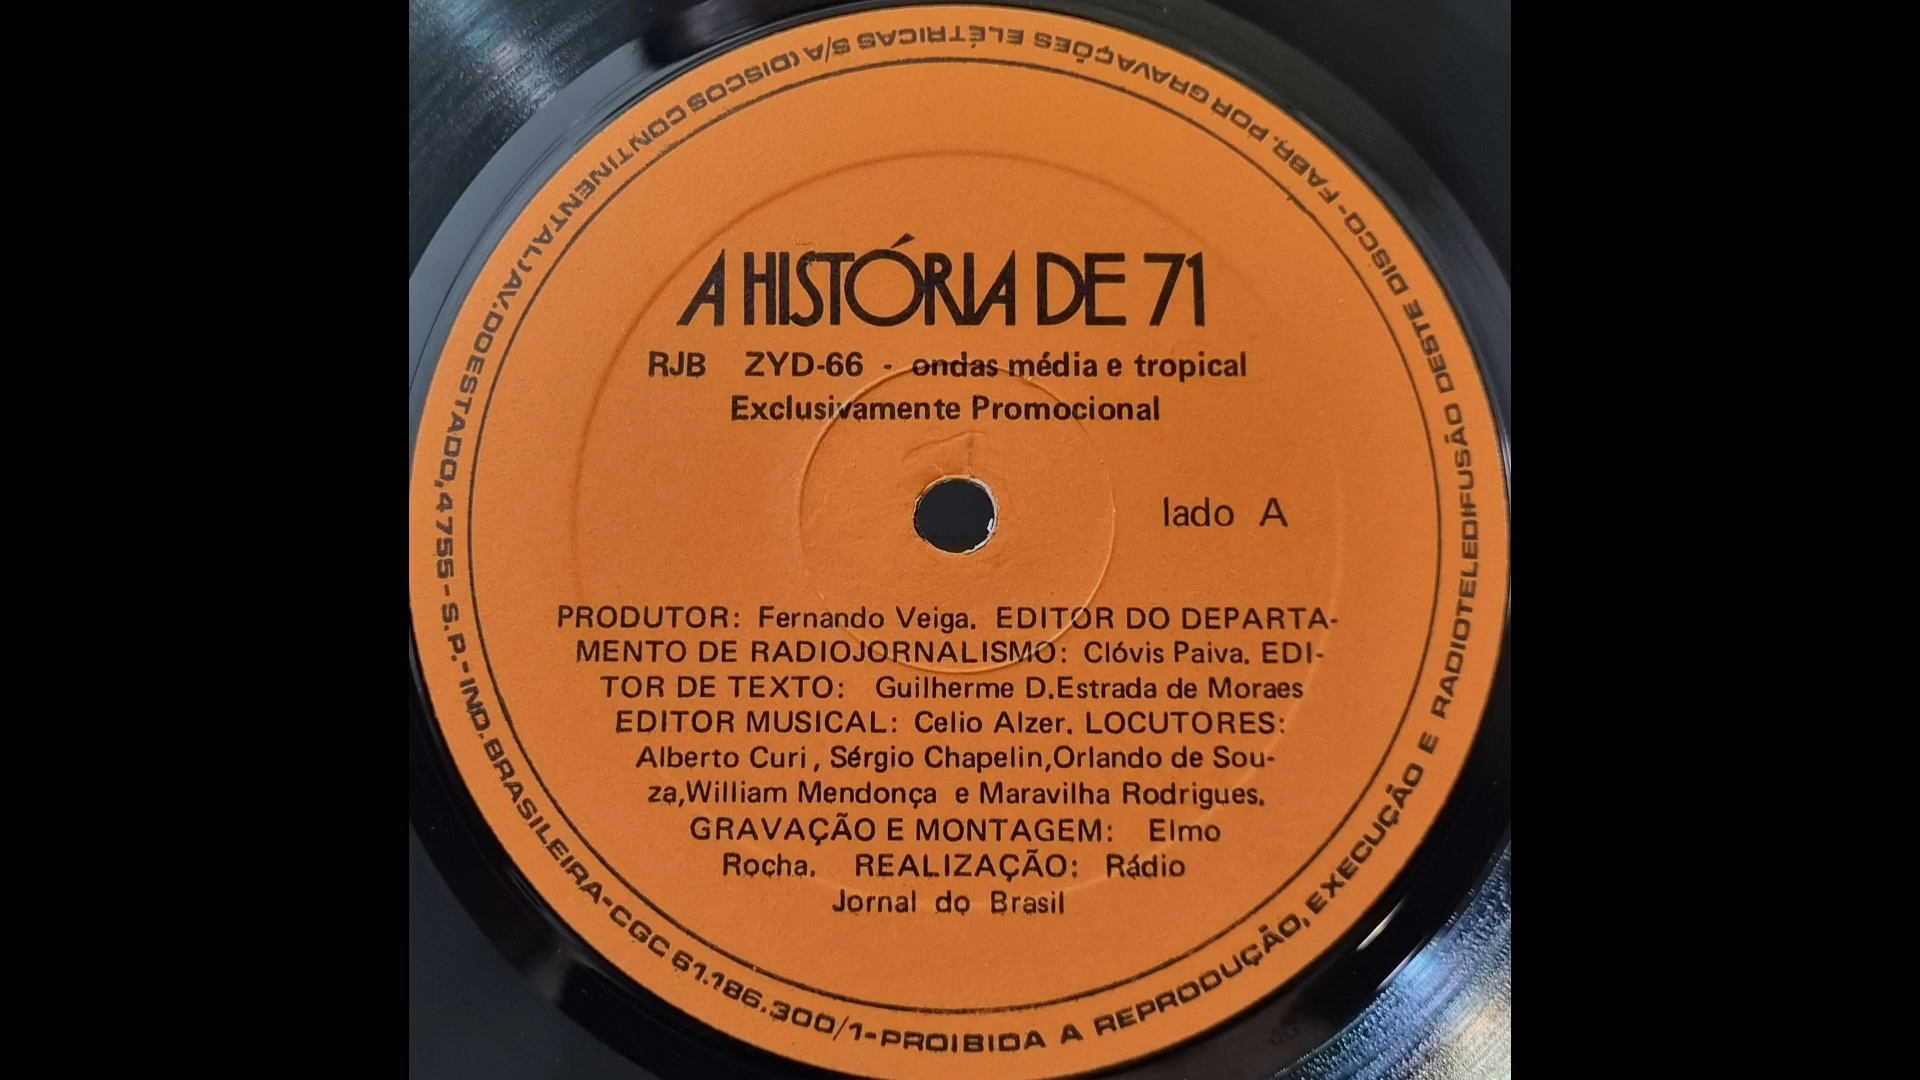 A HISTÓRIA DE 71
RJB ZYD-66 - ondas média e tropical
Exclusivamente Promocional
lado A
PRODUTOR: Fernando Veiga. EDITOR DO DEPARTA-
MENTO DE RADIOJORNALISMO: Clóvis Paiva. EDI-
TOR DE TEXTO: Guilherme D.Estrada de Moraes
EDITOR MUSICAL: Celio Alzer. LOCUTORES:
Alberto Curi, Sérgio Chapelin,Orlando de Sou-
za,William Mendonça e Maravilha Rodrigues.
GRAVAÇÃO E MONTAGEM: Elmo
Rocha. REALIZAÇÃO: Rádio
Jornal do Brasil
FABR. POR GRAVAÇÕES ELÉTRICAS S/A (DISCOS CONTINENTAL) AV. DO ESTADO, 4755 - S.P. - IND. BRASILEIRA - CGC 61.186.300/1 - PROIBIDA A REPRODUÇÃO, EXECUÇÃO E RADIOTELEDIFUSÃO DESTE DISCO -